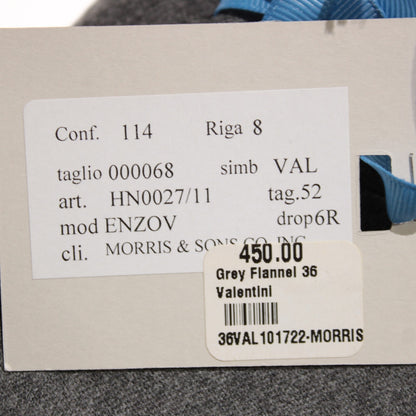 Conf. 114 Riga 8
taglio 000068 simb VAL
art. HN0027/11 tag.52
mod ENZOV drop6R
cli. MORRIS & SONS CO. INC.
450.00
Grey Flannel 36
Valentini
36VAL101722-MORRIS